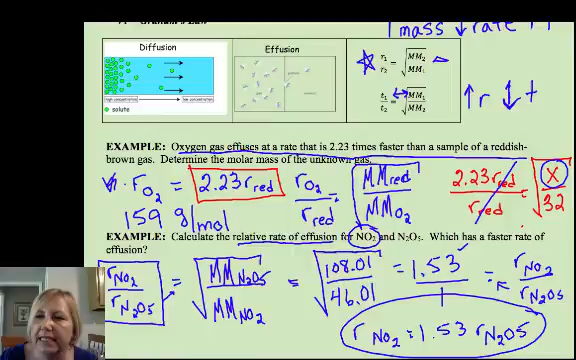 1 mass ↓ rate ↑
Diffusion
Effusion
high concentration
low concentration
solute
r₁/r₂ = √(MM₂/MM₁)
t₁/t₂ = √(MM₁/MM₂)
↑r ↓t
EXAMPLE: Oxygen gas effuses at a rate that is 2.23 times faster than a sample of a reddish-
brown gas. Determine the molar mass of the unknown gas.
r O₂ = 2.23 r red
r O₂/r red = √(MM red/MM O₂)
2.23 r red/r red = √(X/32)
159 g/mol
EXAMPLE: Calculate the relative rate of effusion for NO₂ and N₂O₅. Which has a faster rate of
effusion?
r NO₂/r N₂O₅ = √(MM N₂O₅/MM NO₂) = √(108.01/46.01) = 1.53 = r NO₂/r N₂O₅
r NO₂ = 1.53 r N₂O₅